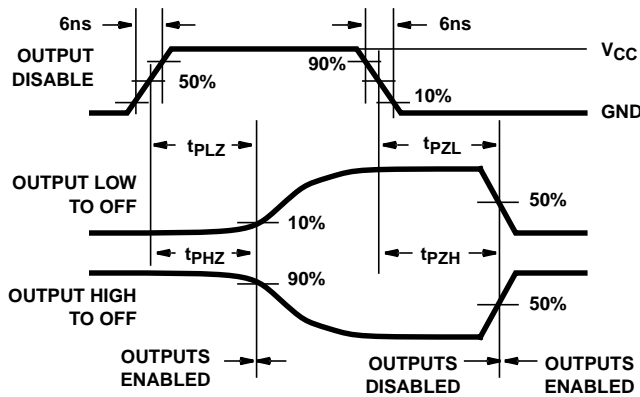 6ns
6ns
OUTPUT
DISABLE
90%
50%
10%
VCC
GND
tPLZ
tPZL
OUTPUT LOW
TO OFF
10%
50%
tPHZ
tPZH
90%
OUTPUT HIGH
TO OFF
50%
OUTPUTS
ENABLED
OUTPUTS
DISABLED
OUTPUTS
ENABLED